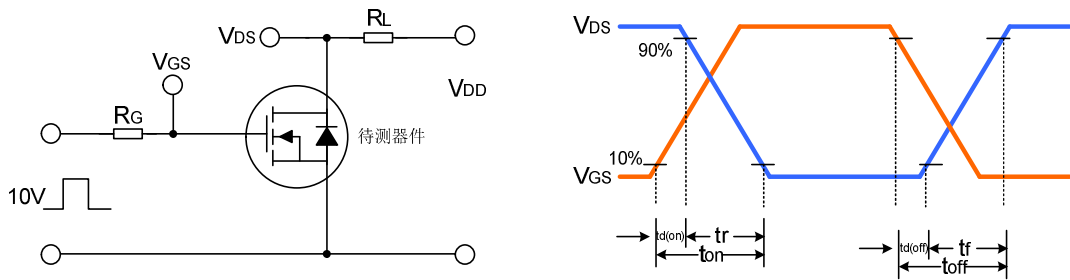 VDS
RL
VGS
VDD
RG
待测器件
10V
VDS
90%
10%
VGS
td(on)
tr
ton
td(off)
tf
toff